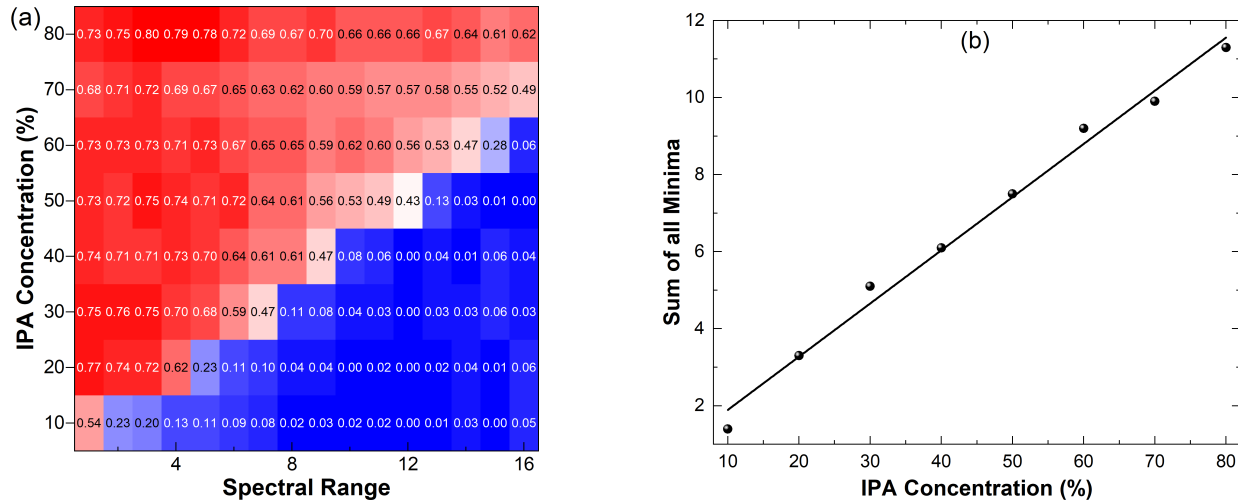 (a)
80 0.73 0.75 0.80 0.79 0.78 0.72 0.69 0.67 0.70 0.66 0.66 0.66 0.67 0.64 0.61 0.62
70 0.68 0.71 0.72 0.69 0.67 0.65 0.63 0.62 0.60 0.59 0.57 0.57 0.58 0.55 0.52 0.49
60 0.73 0.73 0.73 0.71 0.73 0.67 0.65 0.65 0.59 0.62 0.60 0.56 0.53 0.47 0.28 0.06
50 0.73 0.72 0.75 0.74 0.71 0.72 0.64 0.61 0.56 0.53 0.49 0.43 0.13 0.03 0.01 0.00
40 0.74 0.71 0.71 0.73 0.70 0.64 0.61 0.61 0.47 0.08 0.06 0.00 0.04 0.01 0.06 0.04
30 0.75 0.76 0.75 0.70 0.68 0.59 0.47 0.11 0.08 0.04 0.03 0.00 0.03 0.03 0.06 0.03
20 0.77 0.74 0.72 0.62 0.23 0.11 0.10 0.04 0.04 0.00 0.02 0.00 0.02 0.04 0.01 0.06
10 0.54 0.23 0.20 0.13 0.11 0.09 0.08 0.02 0.03 0.02 0.02 0.00 0.01 0.03 0.00 0.05
4 8 12 16
Spectral Range
IPA Concentration (%)
(b)
12
10
8
6
4
2
10 20 30 40 50 60 70 80
IPA Concentration (%)
Sum of all Minima